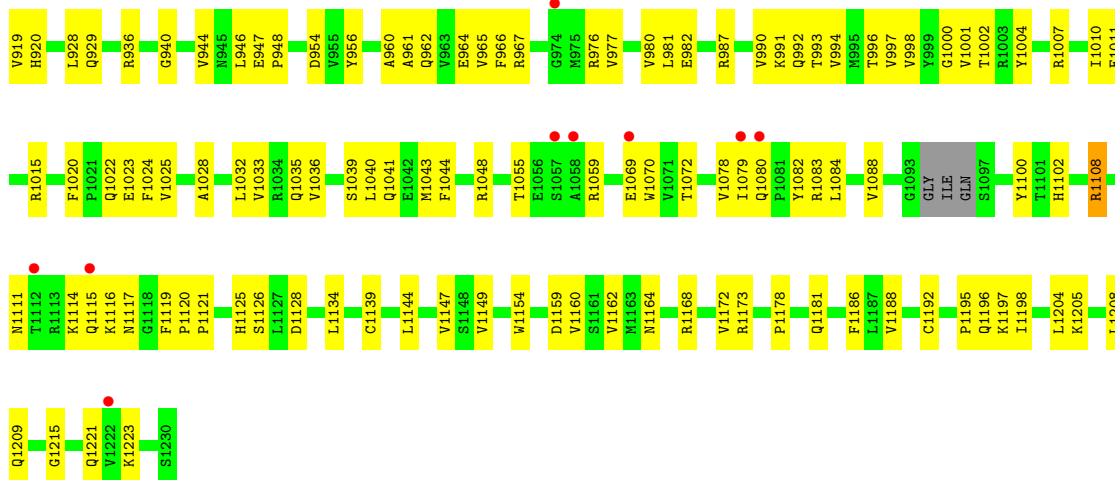 V919 H920 L928 Q929 R936 G940 V944 N945 L946 E947 P948 D954 V955 Y956 A960 A961 Q962 V963 E964 V965 F966 R967 G974 M975 R976 V977 V980 L981 E982 R987 V990 K991 Q992 T993 V994 M995 T996 V997 V998 Y999 G1000 V1001 T1002 R1003 Y1004 R1007 I1010
R1015 F1020 P1021 Q1022 E1023 F1024 V1025 A1028 L1032 V1033 R1034 Q1035 V1036 S1039 L1040 Q1041 E1042 M1043 F1044 R1048 T1055 E1056 S1057 A1058 R1059 E1069 W1070 V1071 T1072 V1078 I1079 Q1080 P1081 Y1082 R1083 L1084 V1088 G1093 GLY ILE GLN S1097 Y1100 T1101 H1102 R1108
N1111 T1112 R1113 K1114 Q1115 K1116 N1117 G1118 F1119 P1120 P1121 H1125 S1126 L1127 D1128 L1134 C1139 L1144 V1147 S1148 V1149 W1154 D1159 V1160 S1161 V1162 M1163 N1164 R1168 V1172 R1173 P1178 Q1181 F1186 L1187 V1188 C1192 P1195 Q1196 K1197 I1198 L1204 K1205 L1208
Q1209 G1215 Q1221 V1222 K1223 S1230